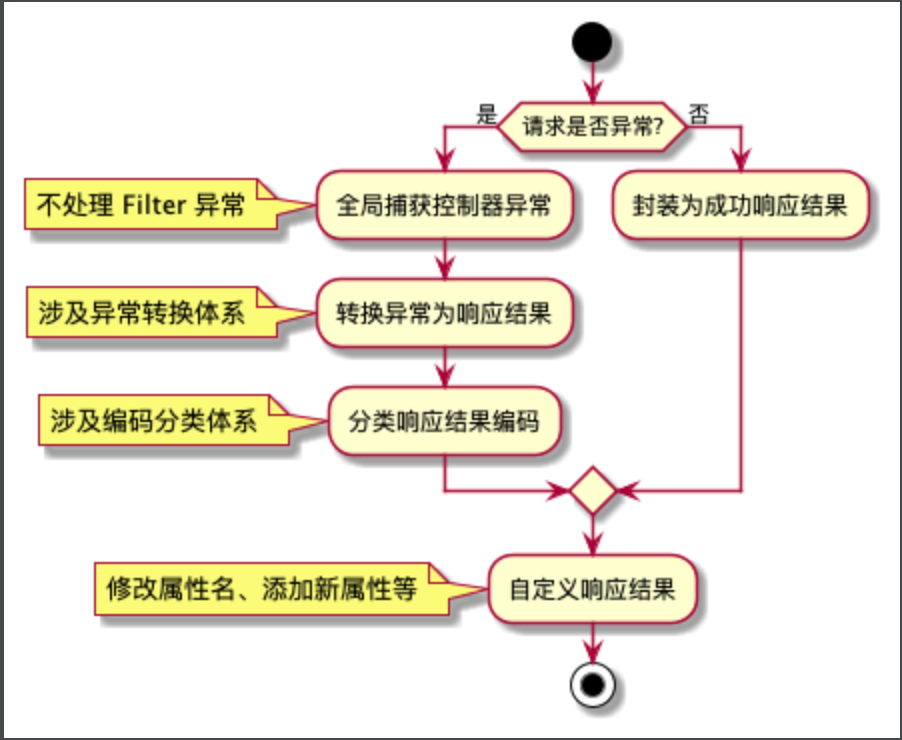 请求是否异常?
是
否
不处理 Filter 异常
全局捕获控制器异常
封装为成功响应结果
涉及异常转换体系
转换异常为响应结果
涉及编码分类体系
分类响应结果编码
修改属性名、添加新属性等
自定义响应结果